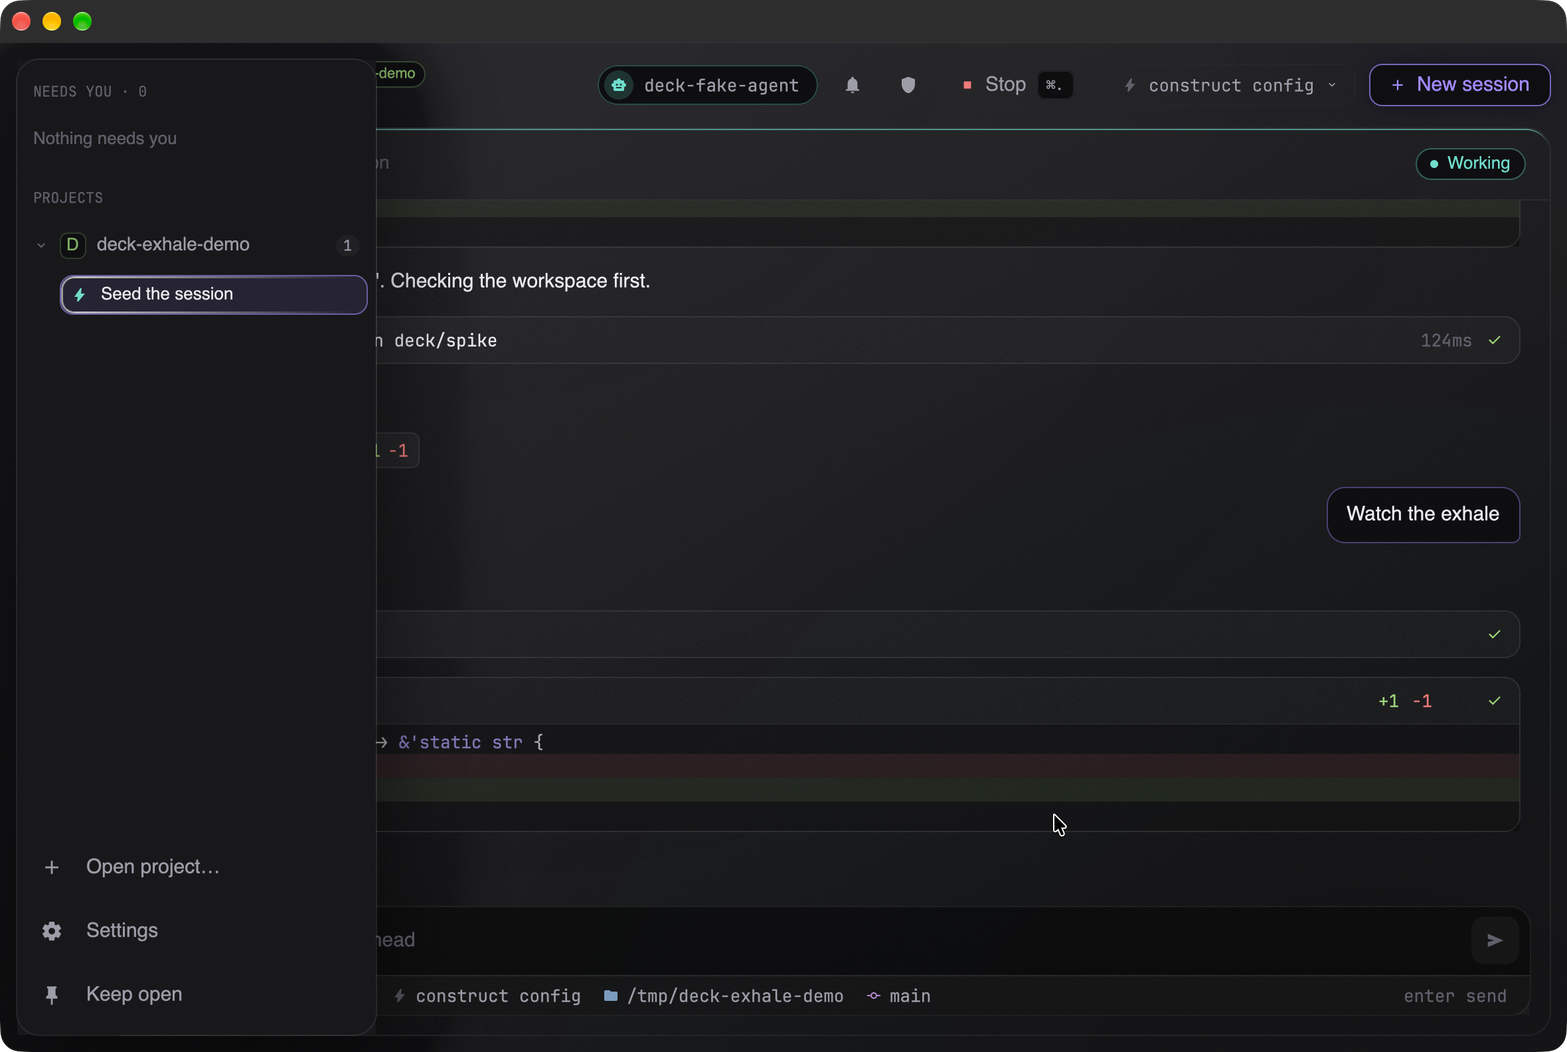 NEEDS YOU · 0
Nothing needs you
PROJECTS
D deck-exhale-demo 1
Seed the session
Open project…
Settings
Keep open
-demo
deck-fake-agent
Stop ⌘.
construct config
+ New session
on
Working
'. Checking the workspace first.
n deck/spike 124ms
-1
Watch the exhale
+1 -1
→ &'static str {
head
construct config /tmp/deck-exhale-demo main enter send